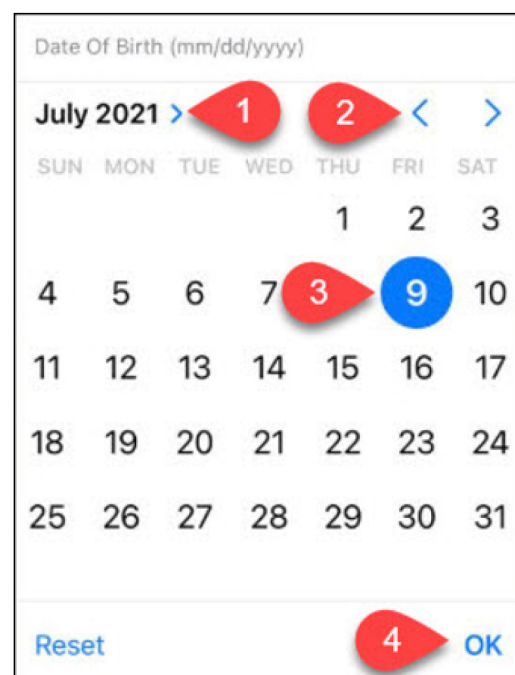 Date Of Birth (mm/dd/yyyy)
July 2021 > 1 2 < >
SUN MON TUE WED THU FRI SAT
1 2 3
4 5 6 7 3 9 10
11 12 13 14 15 16 17
18 19 20 21 22 23 24
25 26 27 28 29 30 31
Reset 4 OK